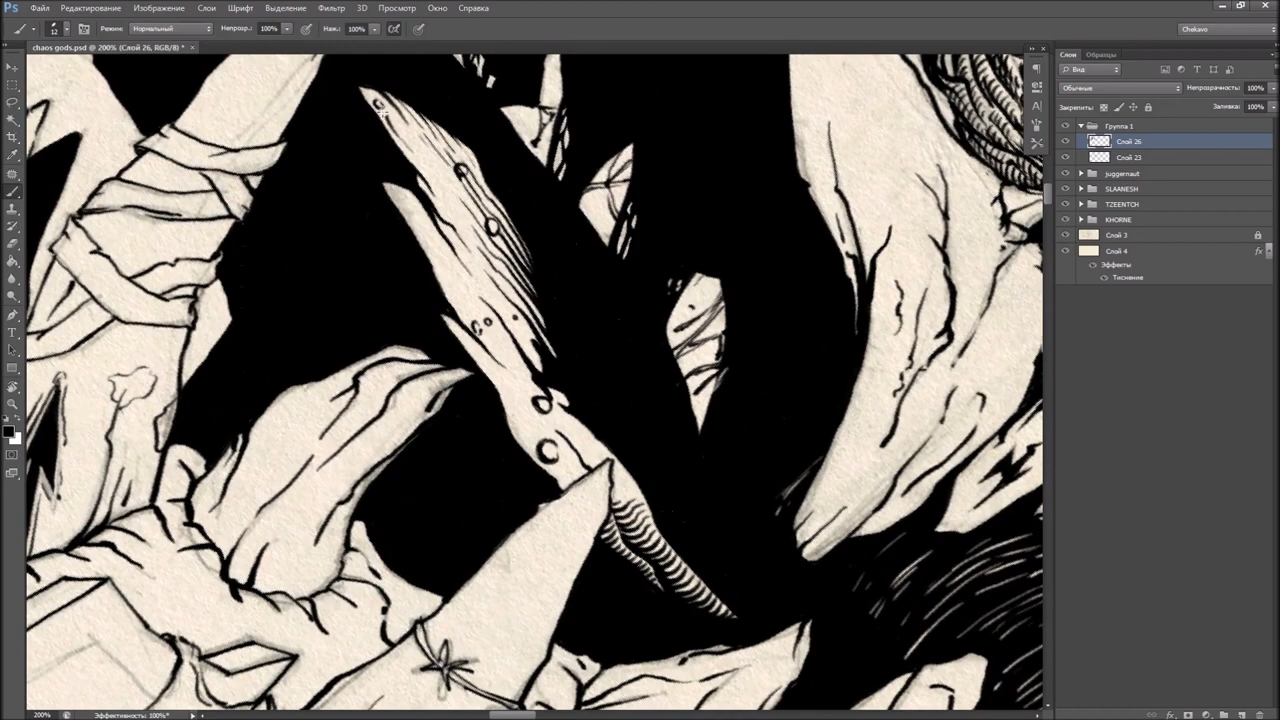 Ps Файл Редактирование Изображение Слои Шрифт Выделение Фильтр 3D Просмотр Окно Справка
12 Режим: Нормальный Непрозр.: 100% Наж.: 100% Chekavo
chaos gods.psd @ 200% (Слой 26, RGB/8) * ×
Слои Образцы
Вид
Обычные Непрозрачность: 100%
Закрепить: Заливка: 100%
Группа 1
Слой 26
Слой 23
juggernaut
SLAANESH
TZEENTCH
KHORNE
Слой 3
Слой 4 fx
Эффекты
Тиснение
200% Эффективность: 100%*